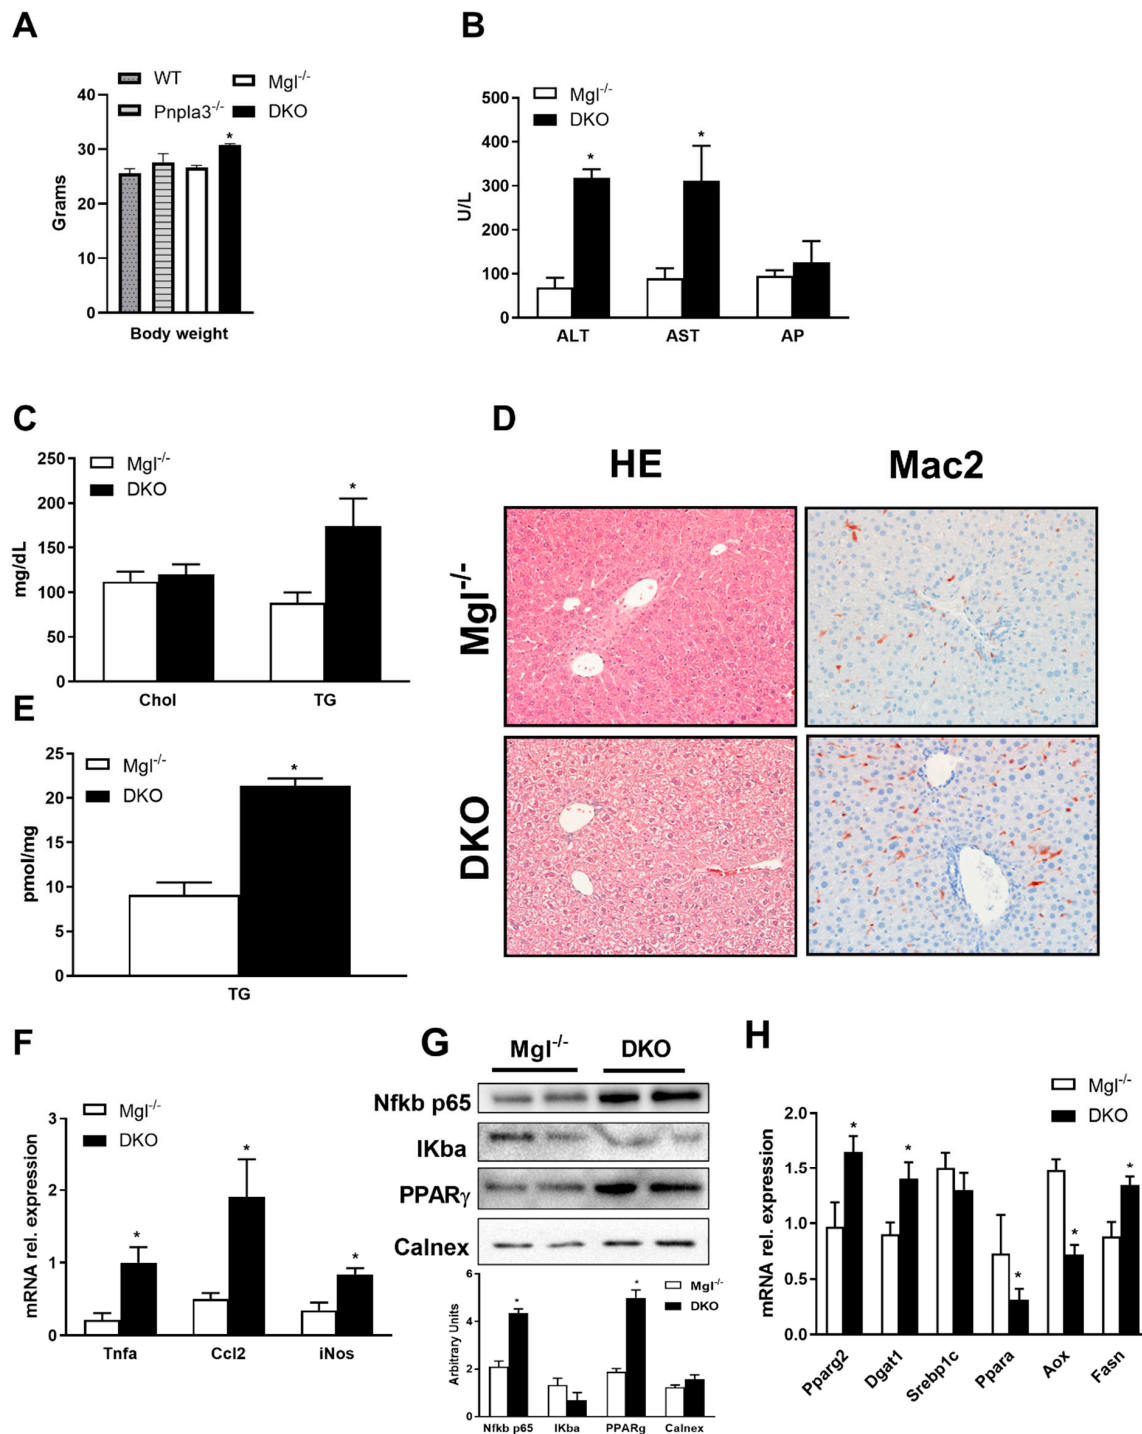 A
WT
Mgl-/-
Pnpla3-/-
DKO
40
30
20
10
0
Grams
*
Body weight
B
Mgl-/-
DKO
500
400
300
200
100
0
U/L
* *
ALT AST AP
C
Mgl-/-
DKO
250
200
150
100
50
0
mg/dL
*
Chol TG
D
HE Mac2
Mgl-/-
DKO
E
Mgl-/-
DKO
25
20
15
10
5
0
pmol/mg
*
TG
F
Mgl-/-
DKO
3
2
1
0
mRNA rel. expression
* * *
Tnfa Ccl2 iNos
G
Mgl-/- DKO
Nfkb p65
IKba
PPARγ
Calnex
Mgl-/-
DKO
6
4
2
0
Arbitrary Units
* *
Nfkb p65 IKba PPARg Calnex
H
Mgl-/-
DKO
2.0
1.5
1.0
0.5
0.0
mRNA rel. expression
* * * * *
Pparg2 Dgat1 Srebp1c Ppara Aox Fasn